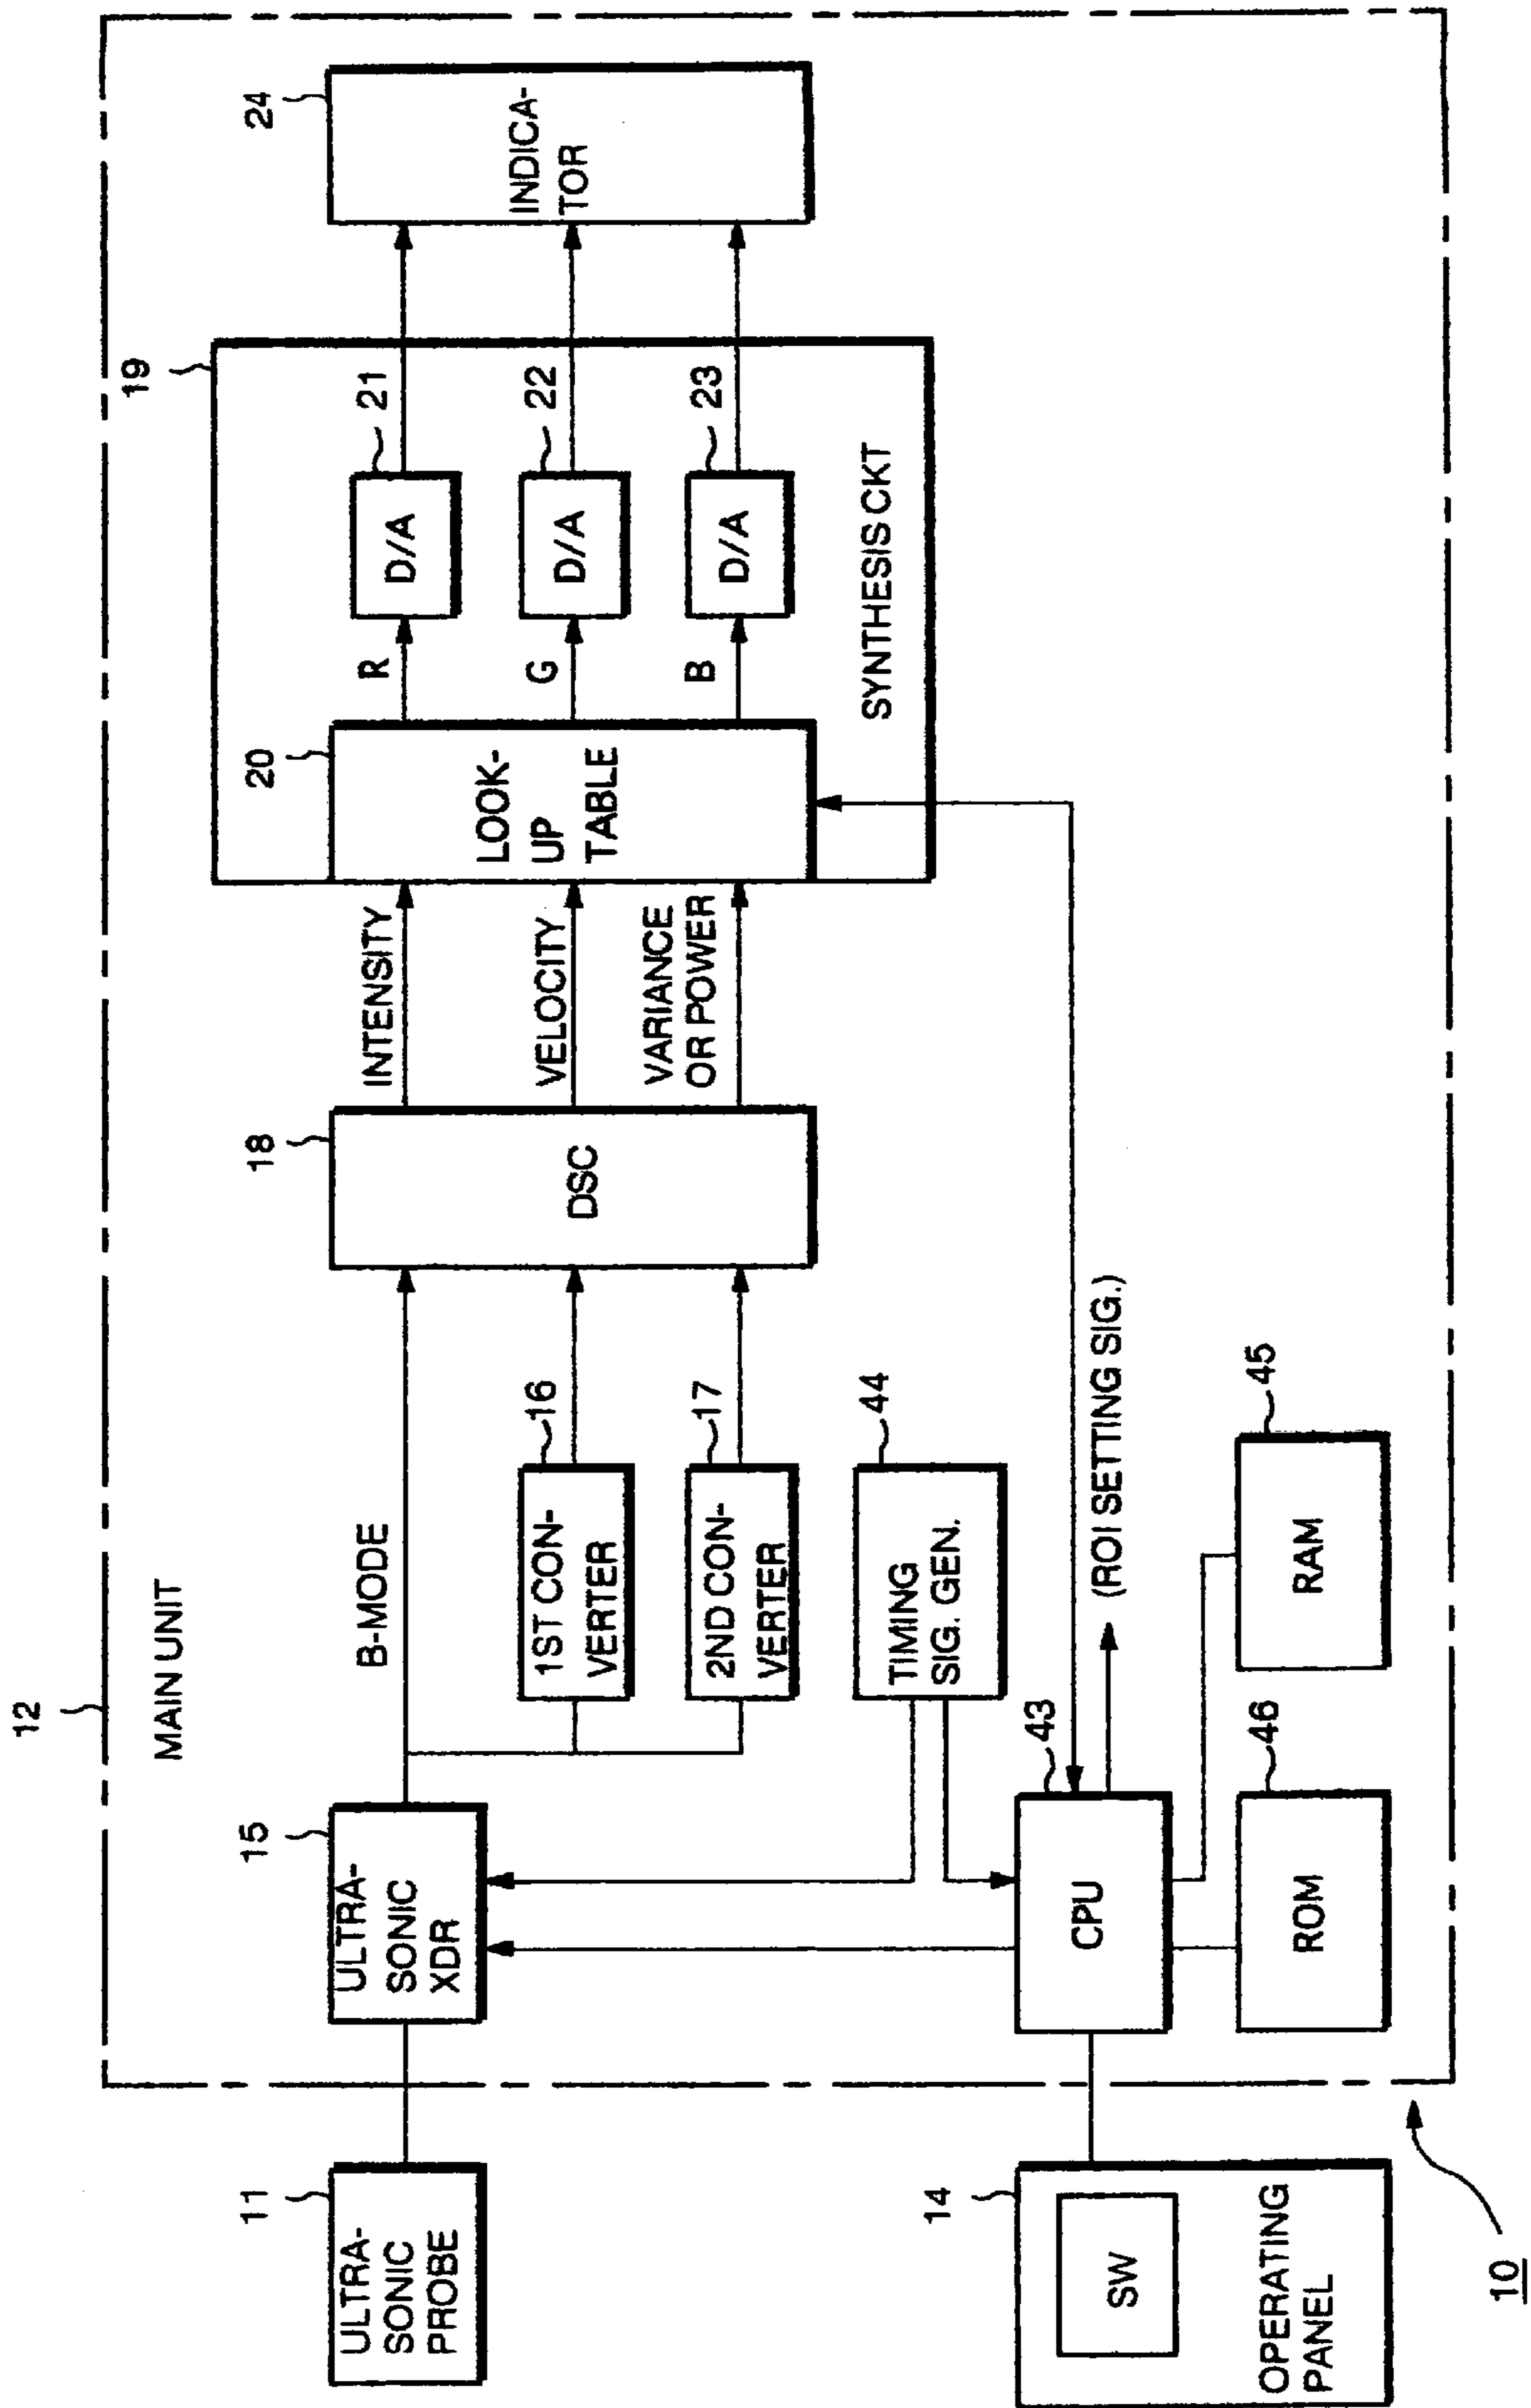 12
MAIN UNIT
11
ULTRA-
SONIC
PROBE
15
ULTRA-
SONIC
XDR
B-MODE
16
1ST CON-
VERTER
17
2ND CON-
VERTER
44
TIMING
SIG. GEN.
18
DSC
INTENSITY
VELOCITY
VARIANCE
OR POWER
19
20
LOOK-
UP
TABLE
R
G
B
21
D/A
22
D/A
23
D/A
SYNTHESIS CKT
24
INDICA-
TOR
14
SW
OPERATING
PANEL
43
CPU
(ROI SETTING SIG.)
46
ROM
45
RAM
10